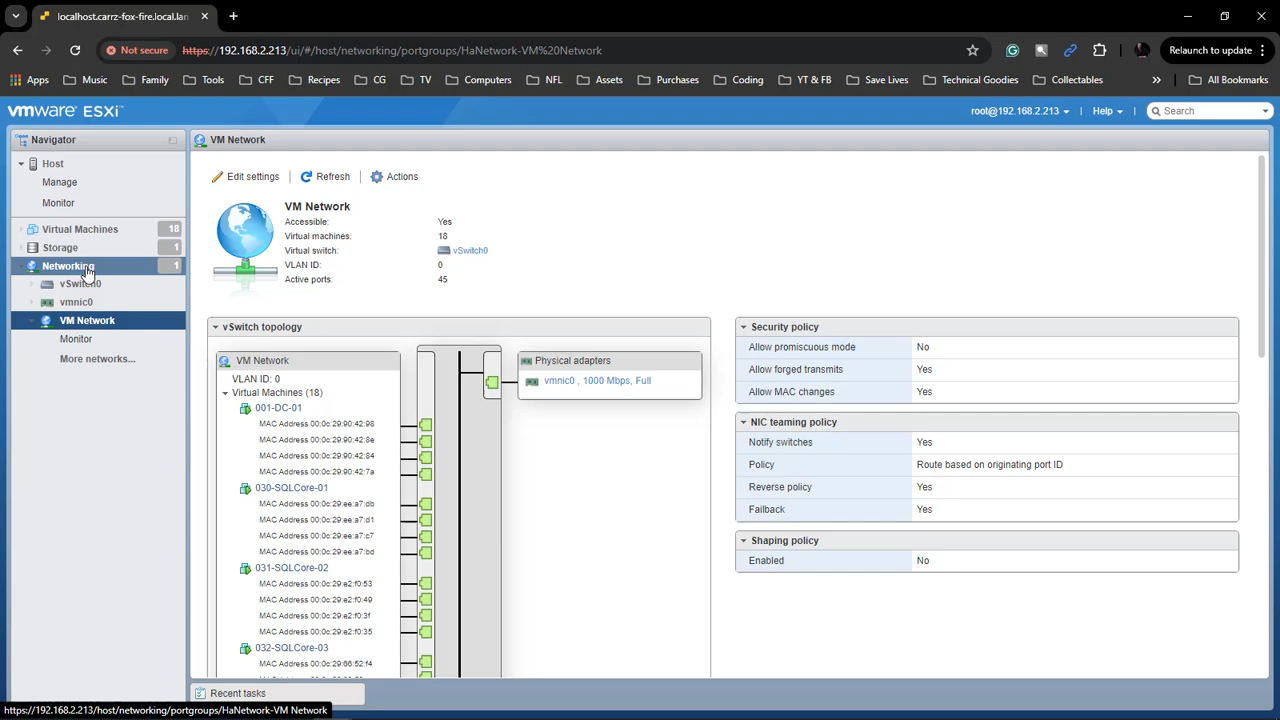 localhost.carrz-fox-fire.local.lan
Not secure
https://192.168.2.213/ui/#/host/networking/portgroups/HaNetwork-VM%20Network
Relaunch to update
Apps
Music
Family
Tools
CFF
Recipes
CG
TV
Computers
NFL
Assets
Purchases
Coding
YT & FB
Save Lives
Technical Goodies
Collectables
All Bookmarks
vmware ESXi™
root@192.168.2.213
Help
Search
Navigator
Host
Manage
Monitor
Virtual Machines 18
Storage 1
Networking 1
vSwitch0
vmnic0
VM Network
Monitor
More networks...
VM Network
Edit settings
Refresh
Actions
VM Network
Accessible: Yes
Virtual machines: 18
Virtual switch: vSwitch0
VLAN ID: 0
Active ports: 45
vSwitch topology
VM Network
VLAN ID: 0
Virtual Machines (18)
001-DC-01
MAC Address 00:0c:29:90:42:98
MAC Address 00:0c:29:90:42:8e
MAC Address 00:0c:29:90:42:84
MAC Address 00:0c:29:90:42:7a
030-SQLCore-01
MAC Address 00:0c:29:ee:a7:db
MAC Address 00:0c:29:ee:a7:d1
MAC Address 00:0c:29:ee:a7:c7
MAC Address 00:0c:29:ee:a7:bd
031-SQLCore-02
MAC Address 00:0c:29:e2:f0:53
MAC Address 00:0c:29:e2:f0:49
MAC Address 00:0c:29:e2:f0:3f
MAC Address 00:0c:29:e2:f0:35
032-SQLCore-03
MAC Address 00:0c:29:66:52:f4
Physical adapters
vmnic0 , 1000 Mbps, Full
Security policy
Allow promiscuous mode No
Allow forged transmits Yes
Allow MAC changes Yes
NIC teaming policy
Notify switches Yes
Policy Route based on originating port ID
Reverse policy Yes
Failback Yes
Shaping policy
Enabled No
Recent tasks
https://192.168.2.213/host/networking/portgroups/HaNetwork-VM Network